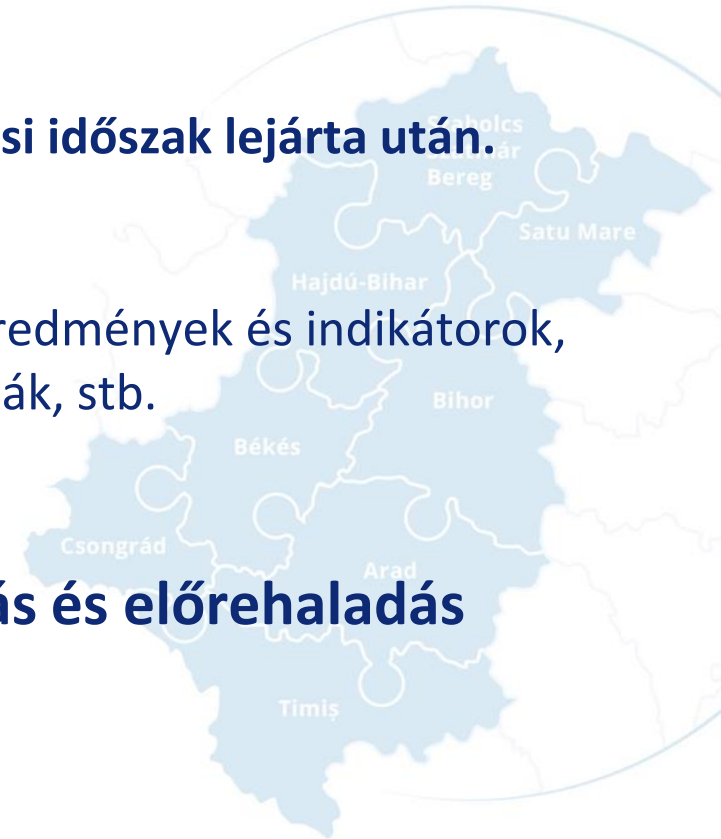 si időszak lejárta után.
Szabolcs
Szatmár
Bereg
Satu Mare
Hajdú-Bihar
redmények és indikátorok,
ák, stb.
Bihor
Békés
Csongrád
Arad
ás és előrehaladás
Timiș